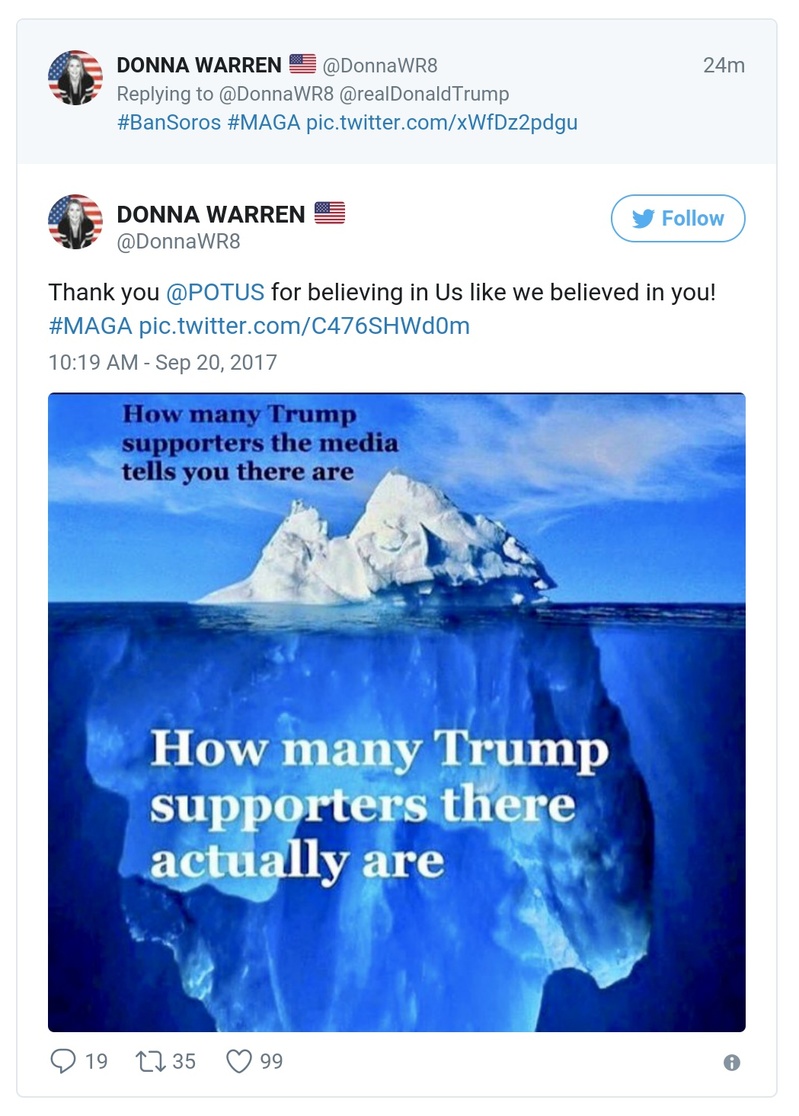 DONNA WARREN 🇺🇸 @DonnaWR8 24m
Replying to @DonnaWR8 @realDonaldTrump
#BanSoros #MAGA pic.twitter.com/xWfDz2pdgu
DONNA WARREN 🇺🇸
@DonnaWR8
Follow
Thank you @POTUS for believing in Us like we believed in you!
#MAGA pic.twitter.com/C476SHWd0m
10:19 AM - Sep 20, 2017
How many Trump
supporters the media
tells you there are
How many Trump
supporters there
actually are
19 35 99